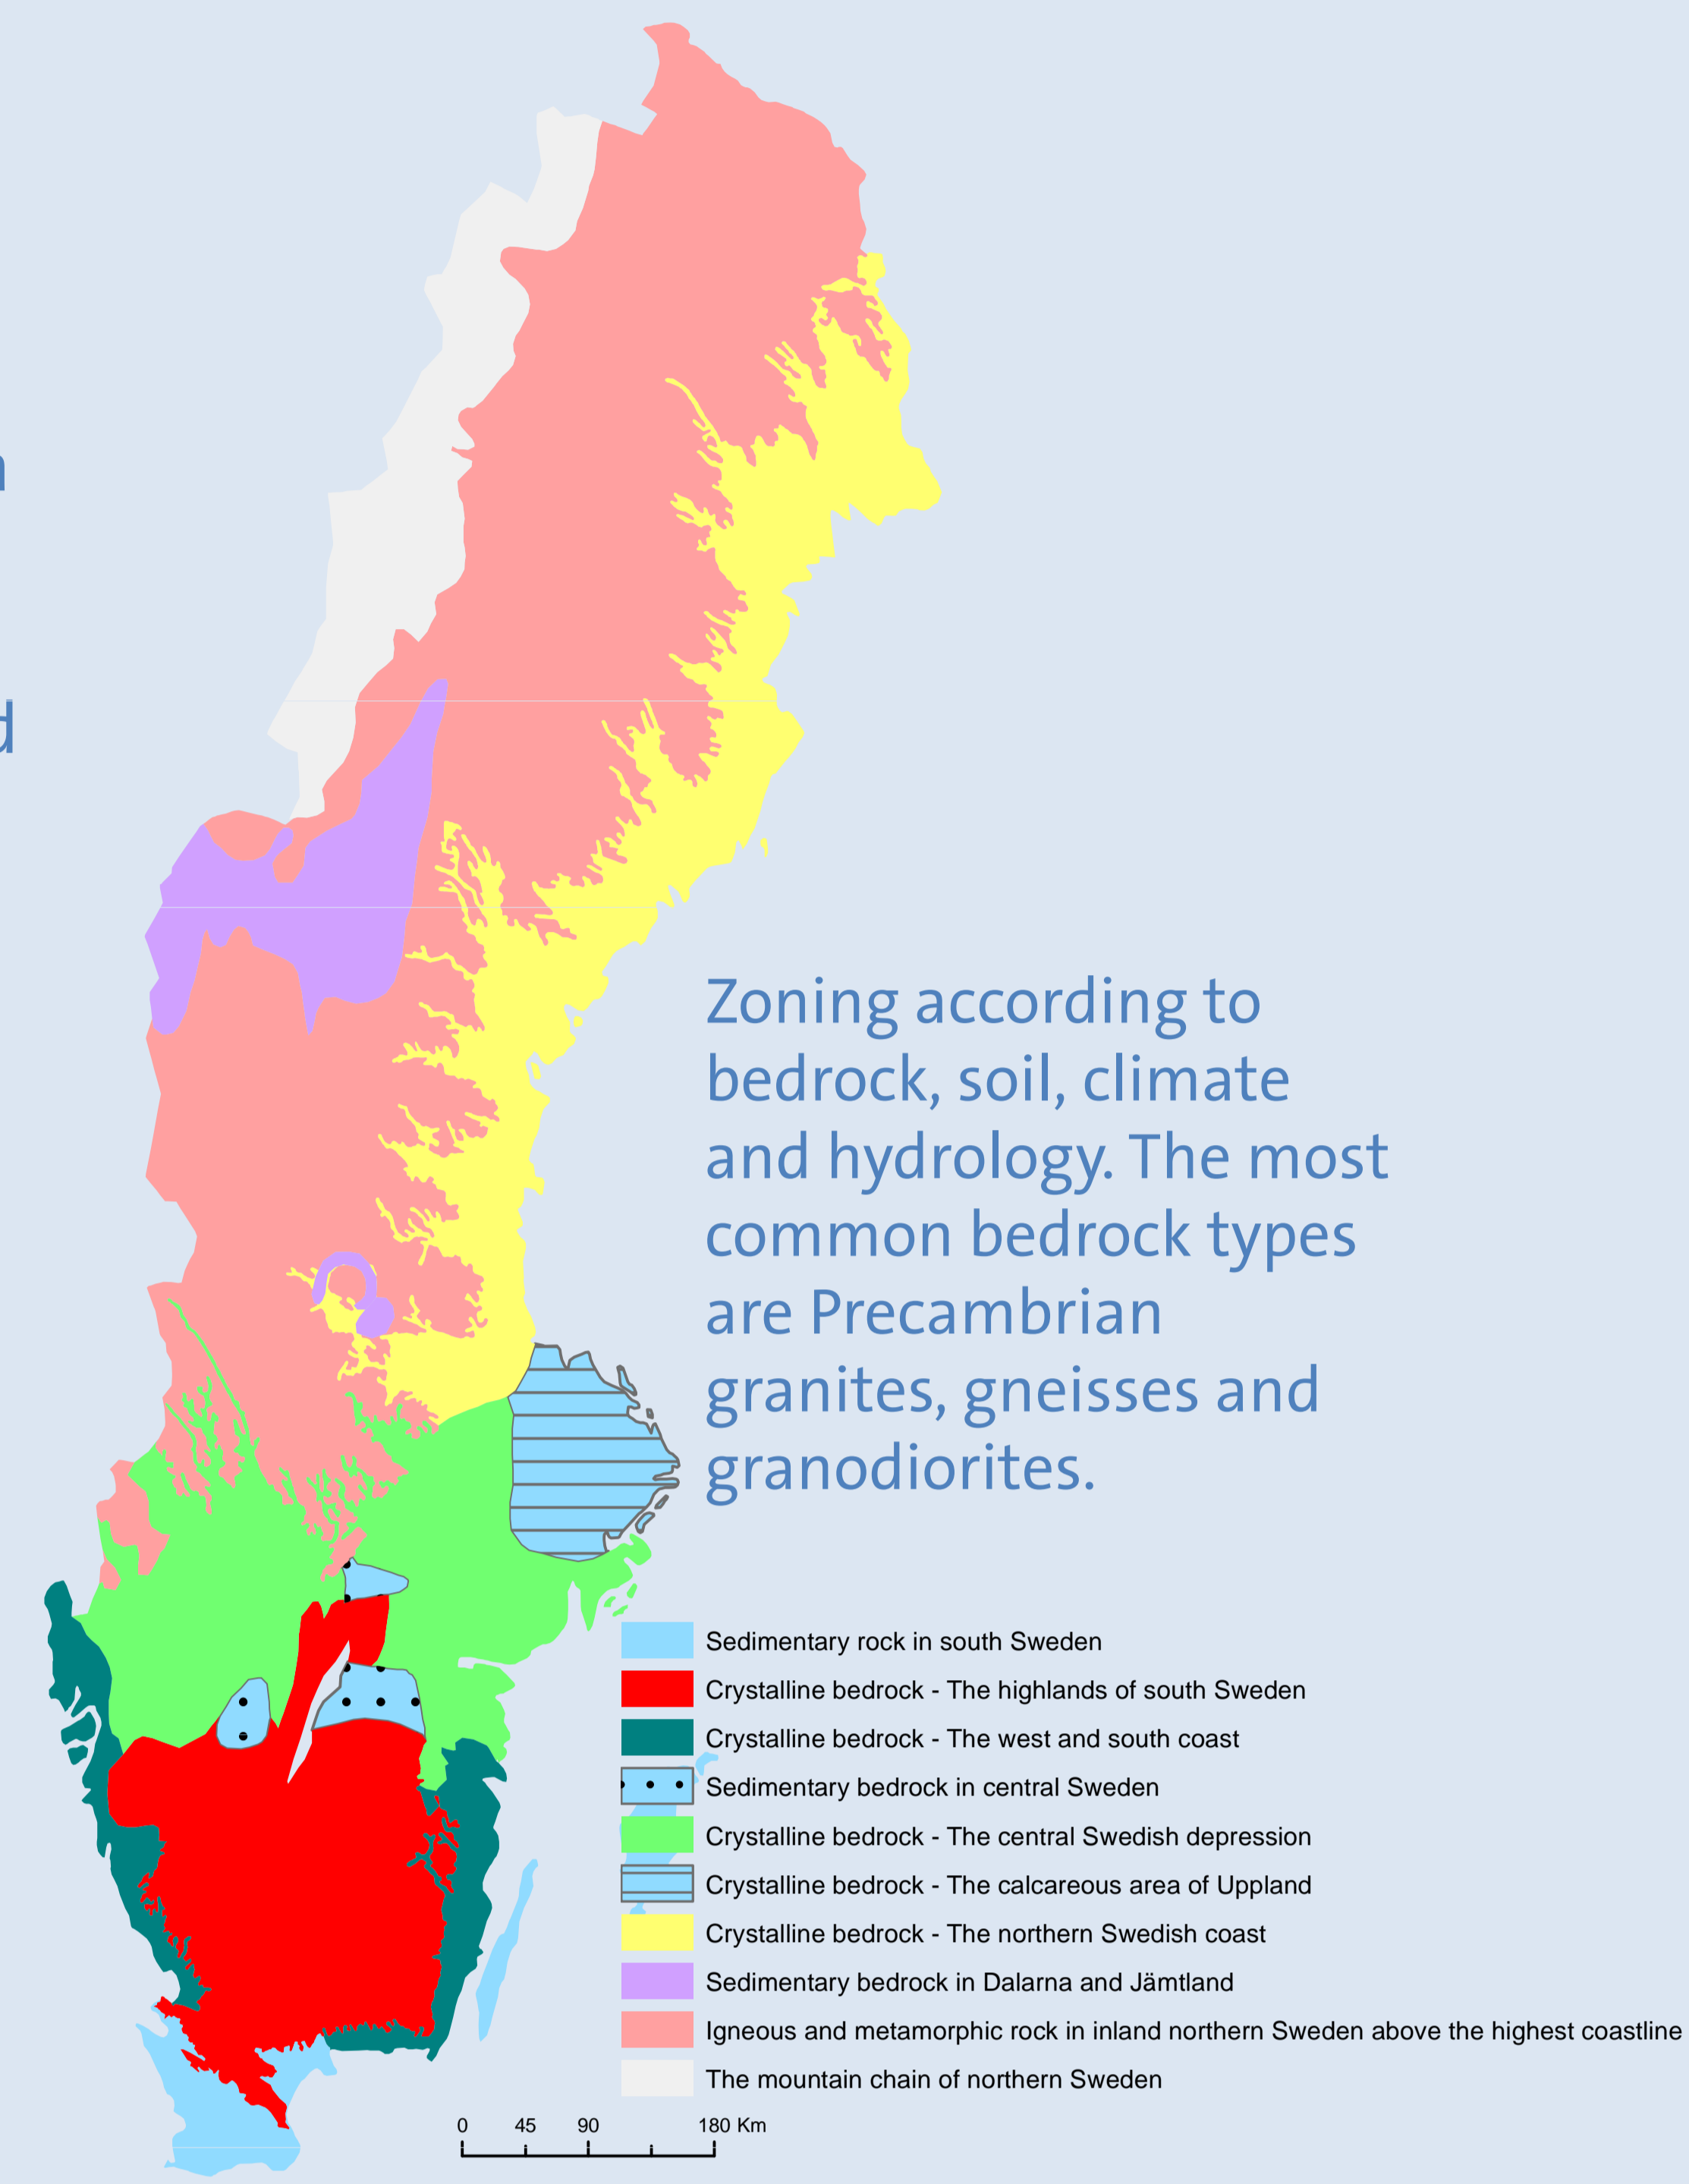 n
d
Zoning according to
bedrock, soil, climate
and hydrology. The most
common bedrock types
are Precambrian
granites, gneisses and
granodiorites.
Sedimentary rock in south Sweden
Crystalline bedrock - The highlands of south Sweden
Crystalline bedrock - The west and south coast
Sedimentary bedrock in central Sweden
Crystalline bedrock - The central Swedish depression
Crystalline bedrock - The calcareous area of Uppland
Crystalline bedrock - The northern Swedish coast
Sedimentary bedrock in Dalarna and Jämtland
Igneous and metamorphic rock in inland northern Sweden above the highest coastline
The mountain chain of northern Sweden
0 45 90 180 Km